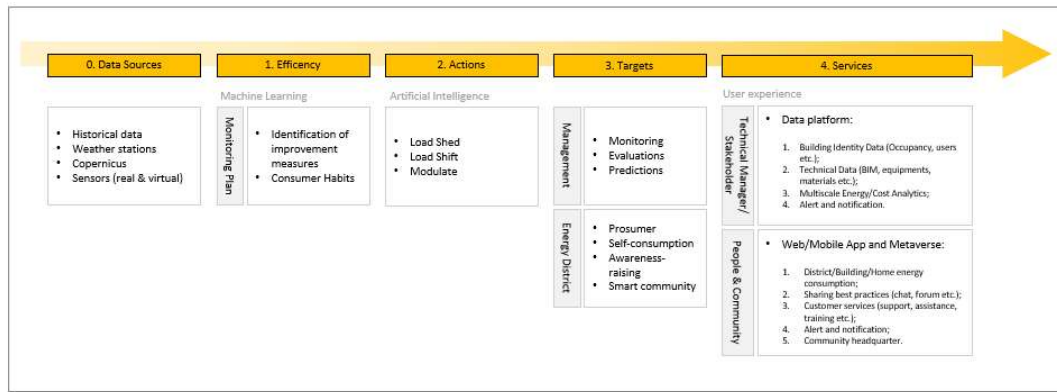 0. Data Sources
1. Efficency
2. Actions
3. Targets
4. Services
Machine Learning
Artificial Intelligence
User experience
• Historical data
• Weather stations
• Copernicus
• Sensors (real & virtual)
Monitoring Plan
• Identification of
improvement
measures
• Consumer Habits
• Load Shed
• Load Shift
• Modulate
Management
• Monitoring
• Evaluations
• Predictions
Energy District
• Prosumer
• Self-consumption
• Awareness-
raising
• Smart community
Technical Manager/
Stakeholder
• Data platform:
1. Building Identity Data (Occupancy, users
etc.);
2. Technical Data (BIM, equipments,
materials etc.);
3. Multiscale Energy/Cost Analytics;
4. Alert and notification.
People & Community
• Web/Mobile App and Metaverse:
1. District/Building/Home energy
consumption;
2. Sharing best practices (chat, forum etc.);
3. Customer services (support, assistance,
training etc.);
4. Alert and notification;
5. Community headquarter.